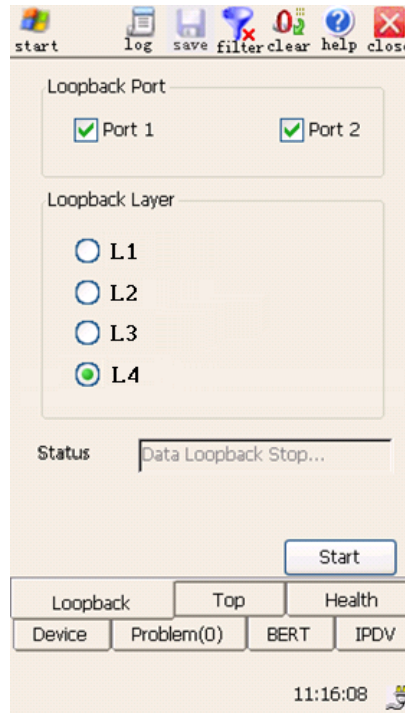 start log save filter clear help close
Loopback Port
Port 1 Port 2
Loopback Layer
L1
L2
L3
L4
Status Data Loopback Stop...
Start
Loopback Top Health
Device Problem(0) BERT IPDV
11:16:08